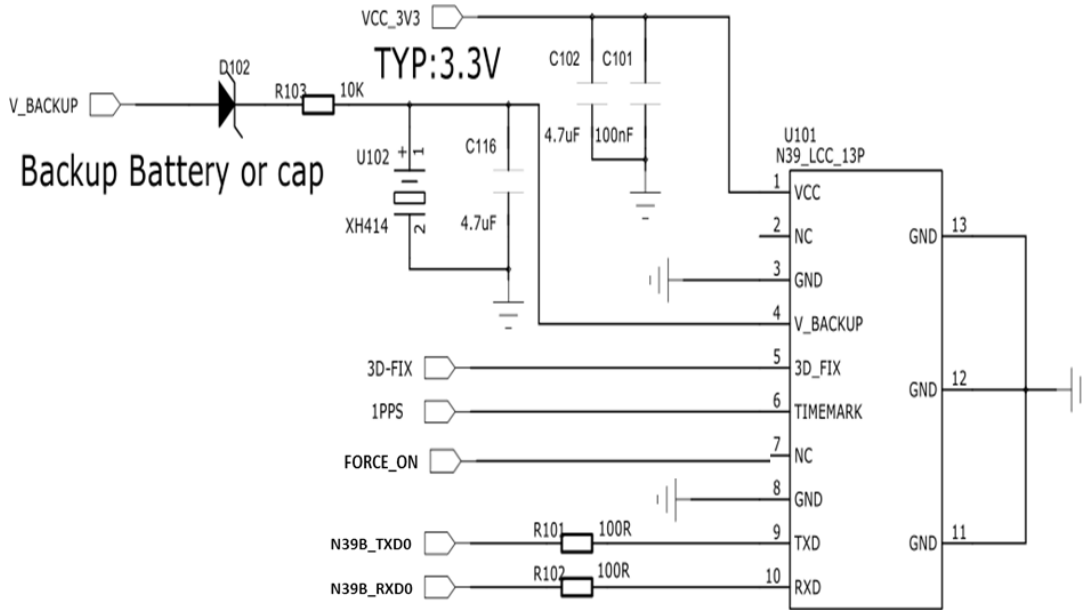 VCC_3V3
TYP:3.3V
C102
C101
4.7uF
100nF
D102
V_BACKUP
R103
10K
Backup Battery or cap
U102
+
1
XH414
2
C116
4.7uF
U101
N39_LCC_13P
1
VCC
2
NC
3
GND
4
V_BACKUP
3D-FIX
5
3D_FIX
1PPS
6
TIMEMARK
FORCE_ON
7
NC
8
GND
N39B_TXD0
R101
100R
9
TXD
N39B_RXD0
R102
100R
10
RXD
GND
13
GND
12
GND
11